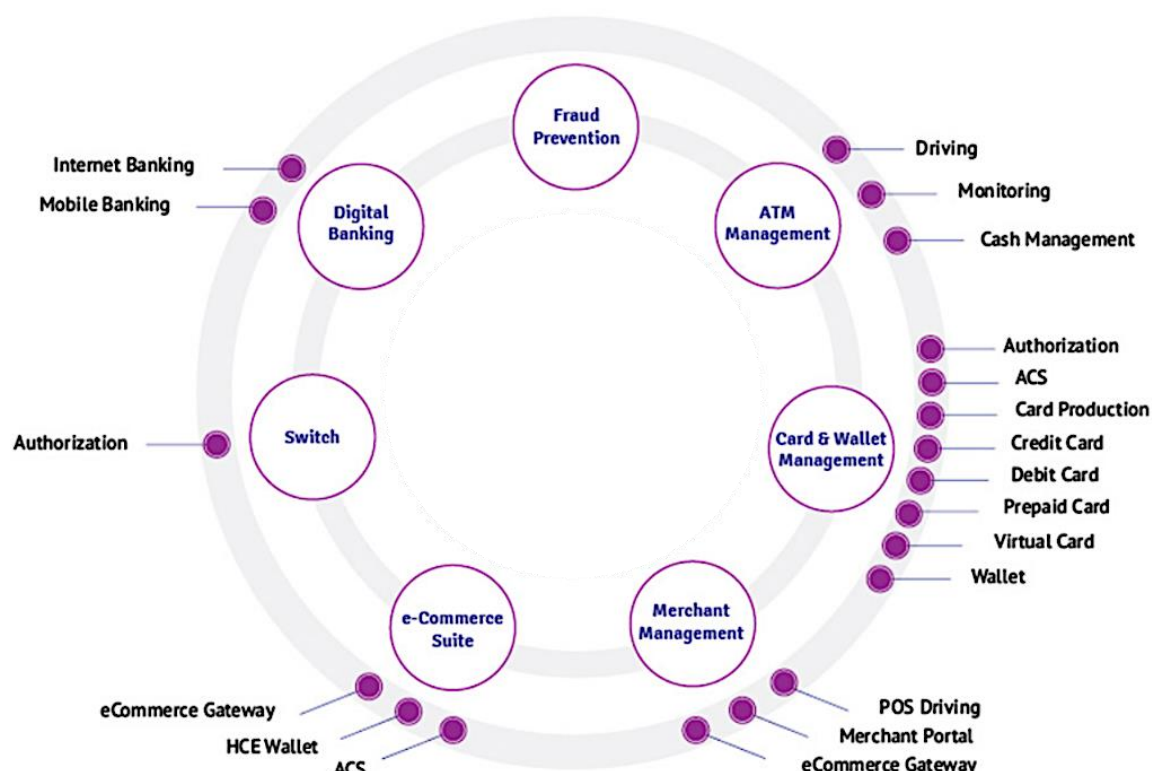 Fraud
Prevention
Driving
Monitoring
Cash Management
ATM
Management
Internet Banking
Mobile Banking
Digital
Banking
Authorization
ACS
Card Production
Credit Card
Debit Card
Prepaid Card
Virtual Card
Wallet
Card & Wallet
Management
Authorization
Switch
e-Commerce
Suite
Merchant
Management
eCommerce Gateway
HCE Wallet
ACS
POS Driving
Merchant Portal
eCommerce Gateway